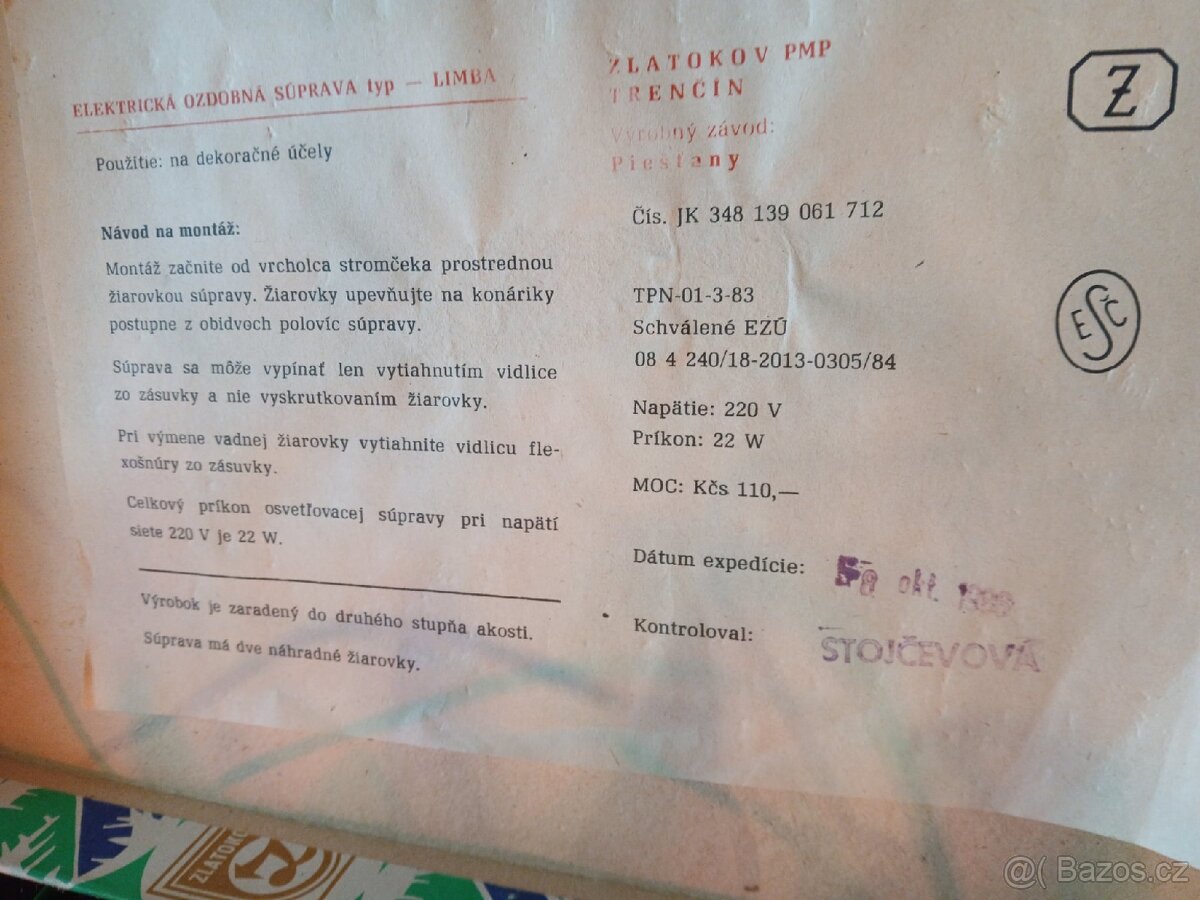 ELEKTRICKÁ OZDOBNÁ SÚPRAVA typ — LIMBA
Použitie: na dekoračné účely
Návod na montáž:
Montáž začnite od vrcholca stromčeka prostrednou
žiarovkou súpravy. Žiarovky upevňujte na konáriky
postupne z obidvoch polovíc súpravy.
Súprava sa môže vypínať len vytiahnutím vidlice
zo zásuvky a nie vyskrutkovaním žiarovky.
Pri výmene vadnej žiarovky vytiahnite vidlicu fle-
xošnúry zo zásuvky.
Celkový príkon osvetľovacej súpravy pri napätí
siete 220 V je 22 W.
Výrobok je zaradený do druhého stupňa akosti.
Súprava má dve náhradné žiarovky.
ZLATOKOV PMP
TRENČÍN
Výrobný závod:
Piešťany
Čís. JK 348 139 061 712
TPN-01-3-83
Schválené EZÚ
08 4 240/18-2013-0305/84
Napätie: 220 V
Príkon: 22 W
MOC: Kčs 110,—
Dátum expedície: okt.
Kontroloval: STOJČEVOVÁ
Z
ESČ
ZLATOKO
@( Bazos.cz